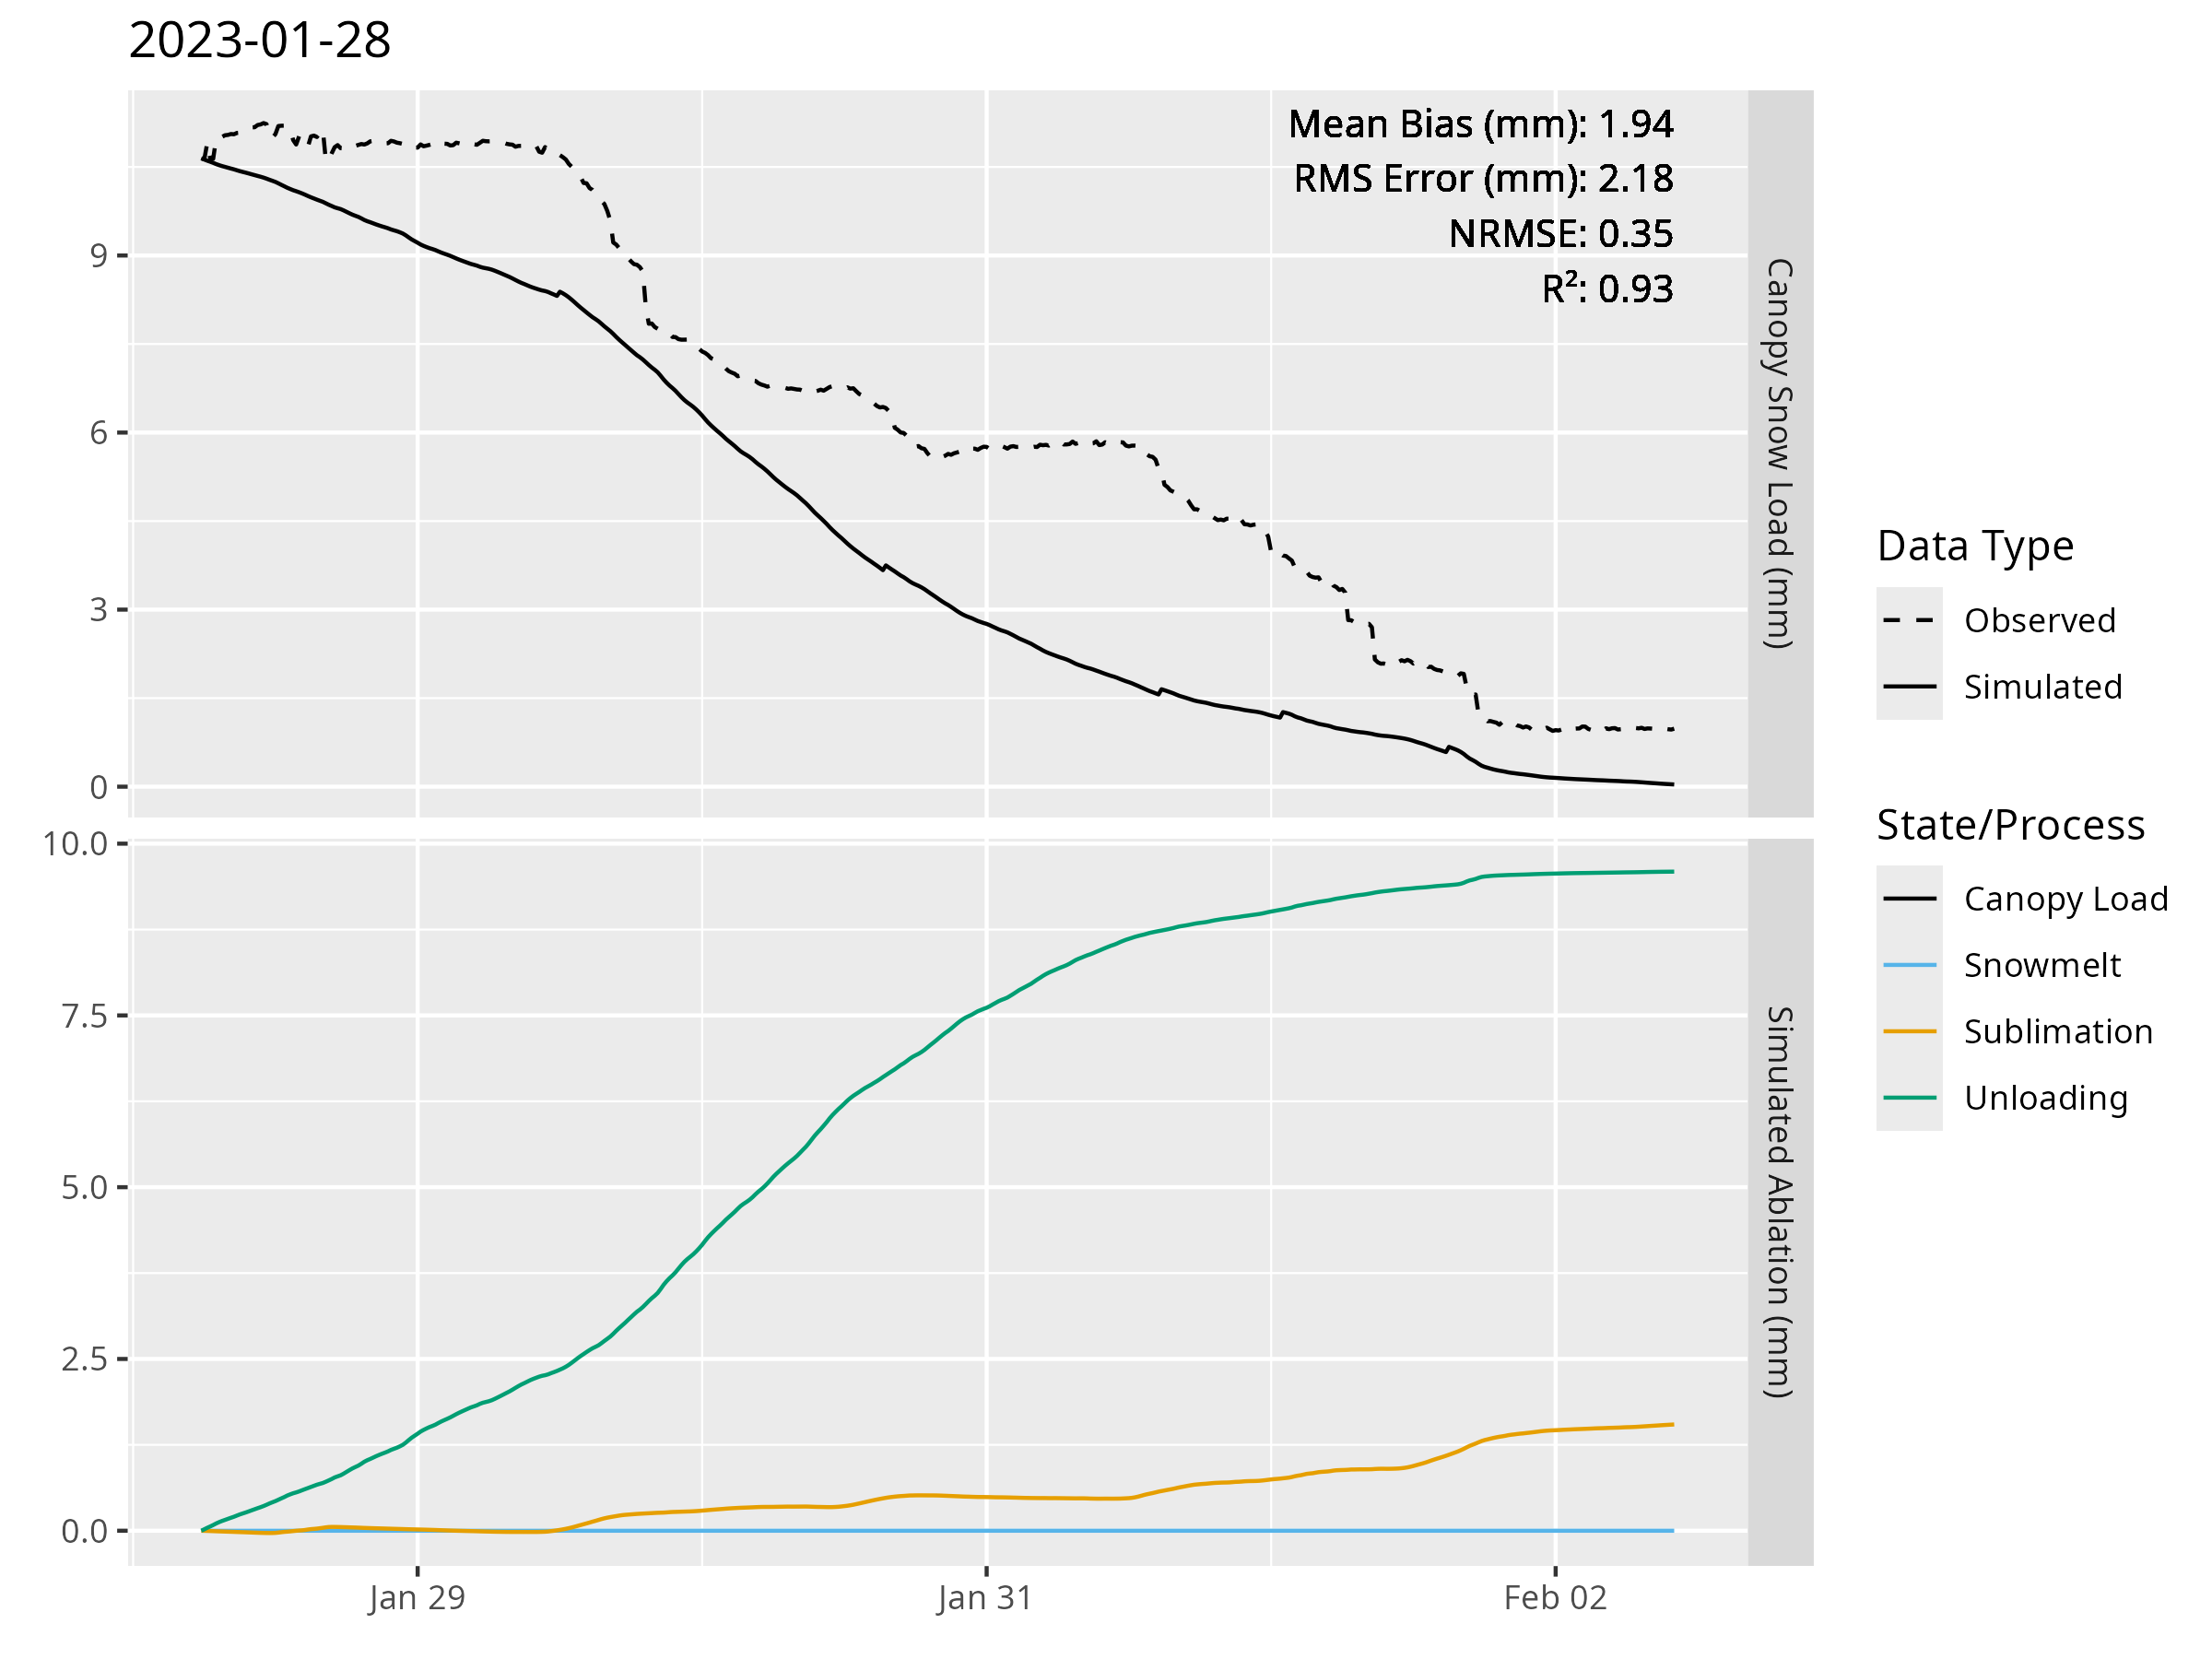 2023-01-28
Mean Bias (mm): 1.94
RMS Error (mm): 2.18
NRMSE: 0.35
R²: 0.93
9
6
3
0
Canopy Snow Load (mm)
10.0
7.5
5.0
2.5
0.0
Simulated Ablation (mm)
Jan 29
Jan 31
Feb 02
Data Type
Observed
Simulated
State/Process
Canopy Load
Snowmelt
Sublimation
Unloading